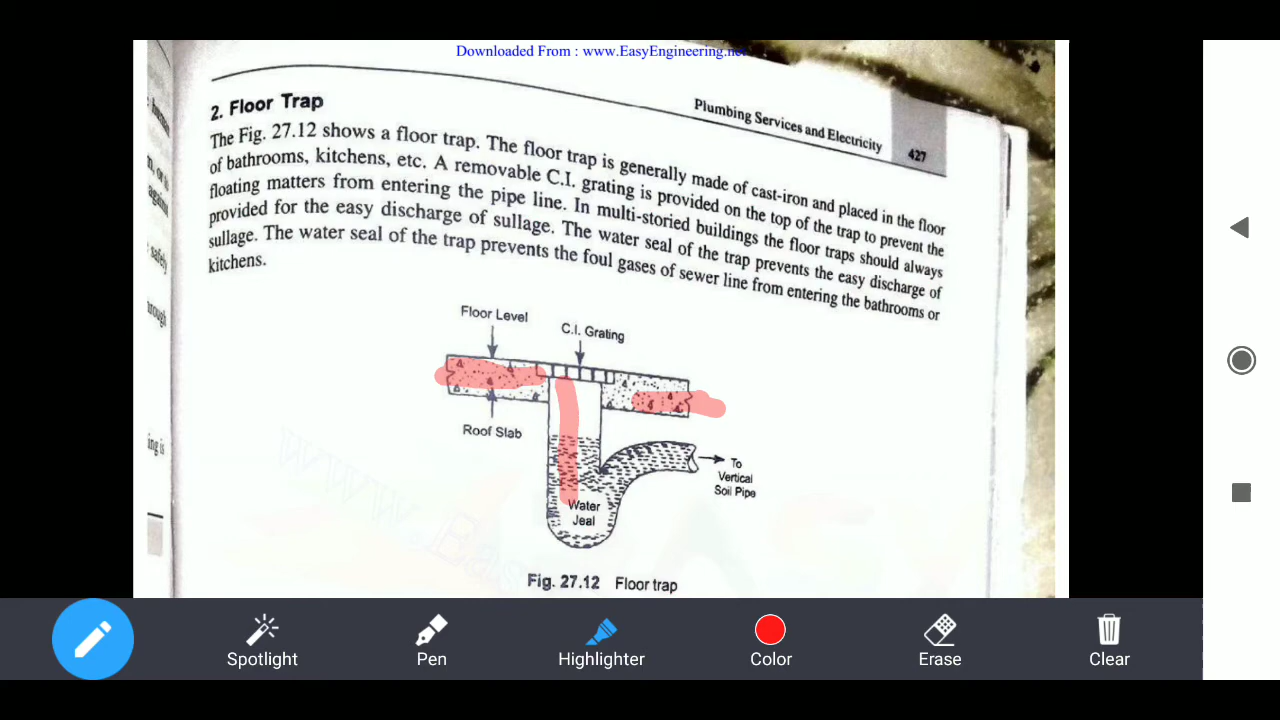 Downloaded From : www.EasyEngineering.net
Plumbing Services and Electricity 427
2. Floor Trap
The Fig. 27.12 shows a floor trap. The floor trap is generally made of cast-iron and placed in the floor
of bathrooms, kitchens, etc. A removable C.I. grating is provided on the top of the trap to prevent the
floating matters from entering the pipe line. In multi-storied buildings the floor traps should always
provided for the easy discharge of sullage. The water seal of the trap prevents the easy discharge of
sullage. The water seal of the trap prevents the foul gases of sewer line from entering the bathrooms or
kitchens.
Floor Level
C.I. Grating
Roof Slab
To
Vertical
Soil Pipe
Water
Jeal
Fig. 27.12 Floor trap
Spotlight Pen Highlighter Color Erase Clear